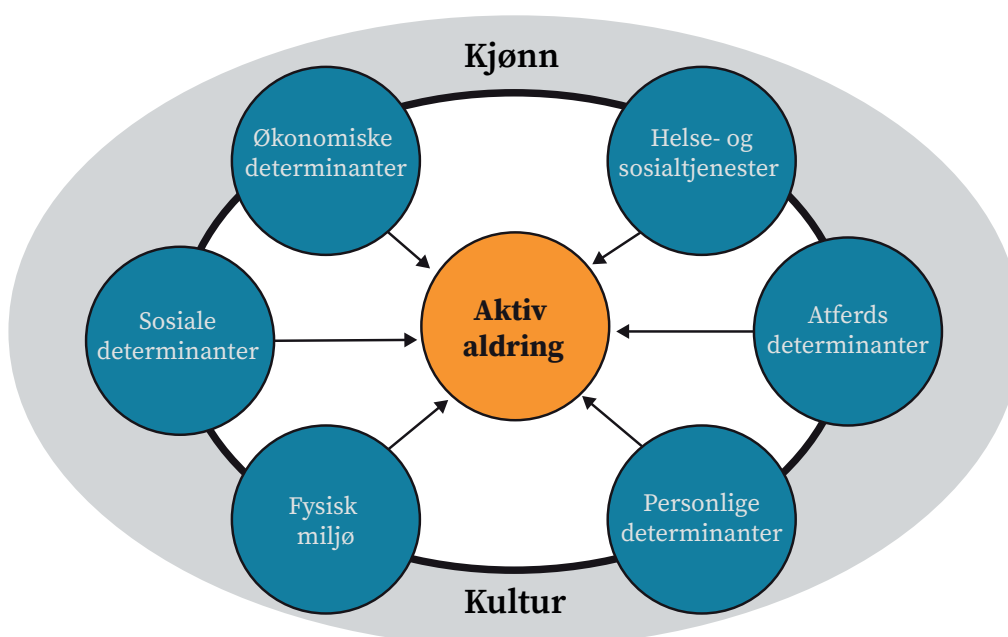 Kjønn
Økonomiske
determinanter
Helse- og
sosialtjenester
Sosiale
determinanter
Aktiv
aldring
Atferds
determinanter
Fysisk
miljø
Personlige
determinanter
Kultur